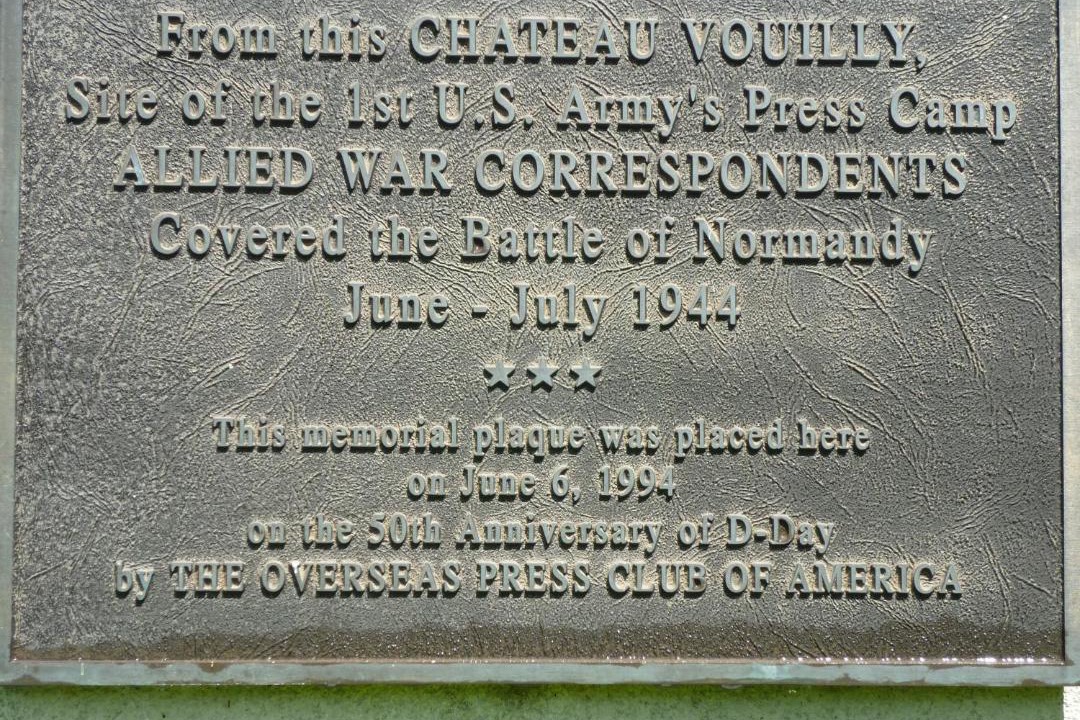 From this CHATEAU VOUILLY,
Site of the 1st U.S. Army's Press Camp
ALLIED WAR CORRESPONDENTS
Covered the Battle of Normandy
June - July 1944
★★★
This memorial plaque was placed here
on June 6, 1994
on the 50th Anniversary of D-Day
by THE OVERSEAS PRESS CLUB OF AMERICA